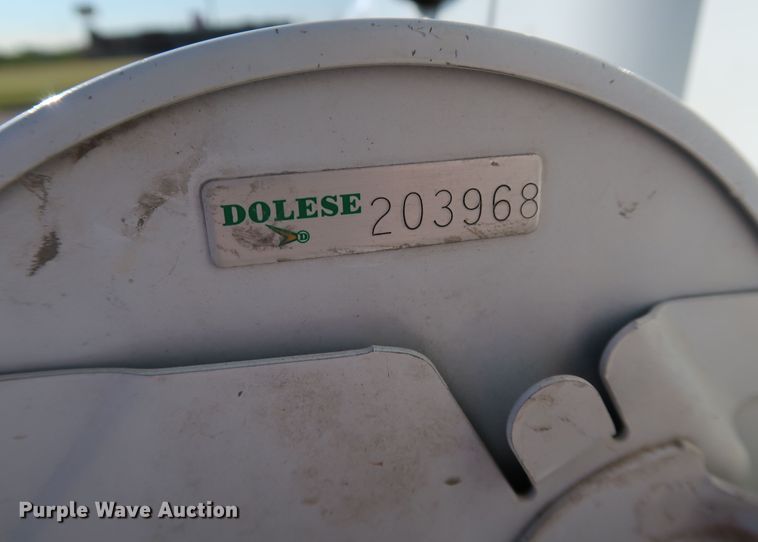 DOLESE 203968
D
Purple Wave Auction